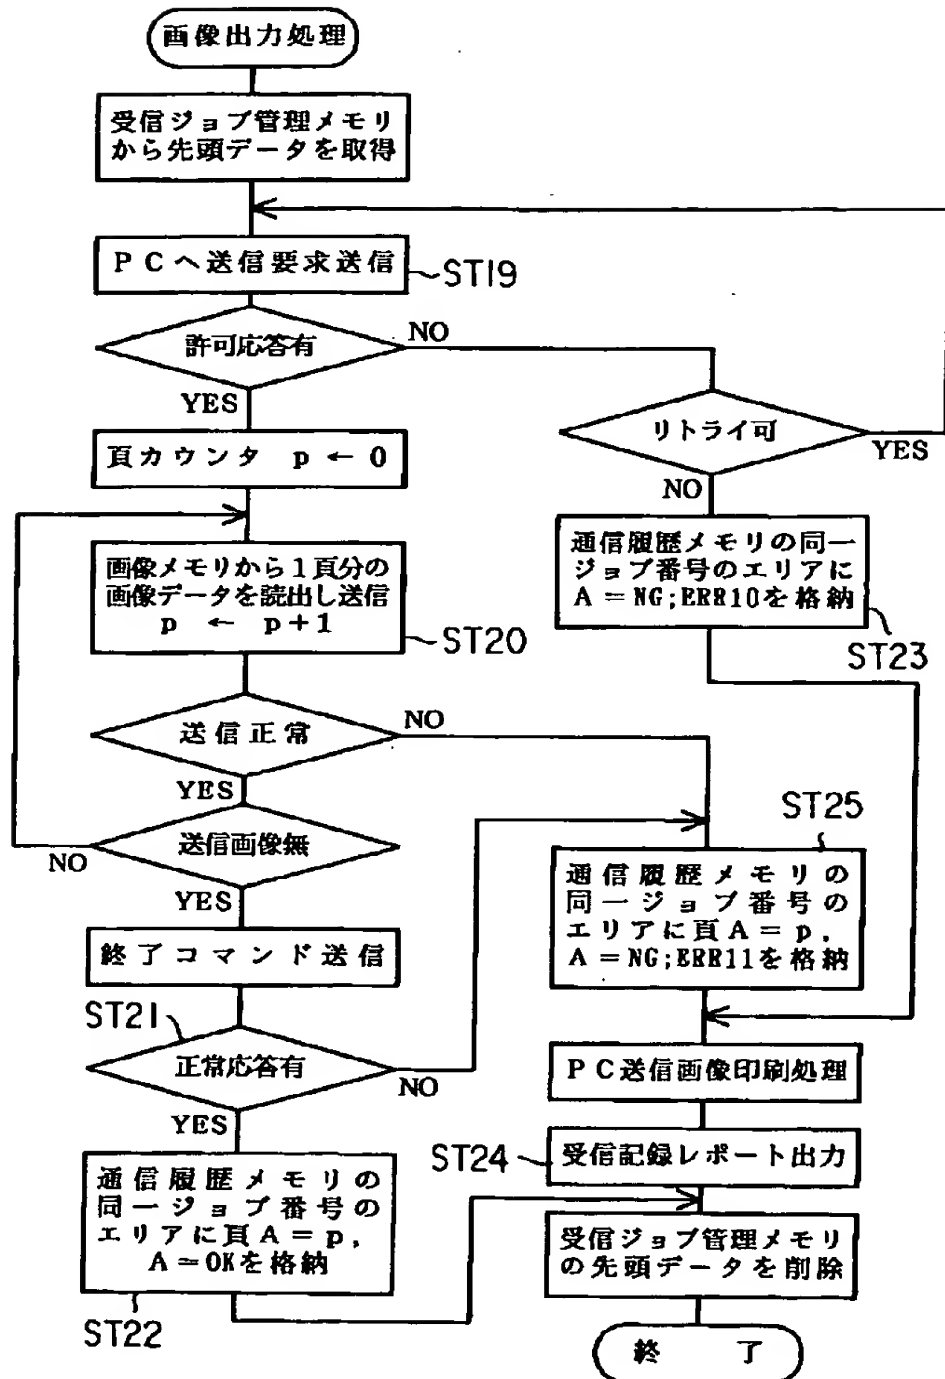 画像出力処理
受信ジョブ管理メモリ
から先頭データを取得
PCへ送信要求送信
ST19
許可応答有
NO
YES
頁カウンタ p ← 0
リトライ可
YES
NO
画像メモリから1頁分の
画像データを読出し送信
p ← p+1
ST20
通信履歴メモリの同一
ジョブ番号のエリアに
A=NG;ERR10を格納
ST23
送信正常
NO
YES
送信画像無
NO
YES
ST25
通信履歴メモリの
同一ジョブ番号の
エリアに頁A=p,
A=NG;ERR11を格納
終了コマンド送信
ST21
正常応答有
NO
YES
PC送信画像印刷処理
ST24
受信記録レポート出力
通信履歴メモリの
同一ジョブ番号の
エリアに頁A=p,
A=OKを格納
ST22
受信ジョブ管理メモリ
の先頭データを削除
終 了